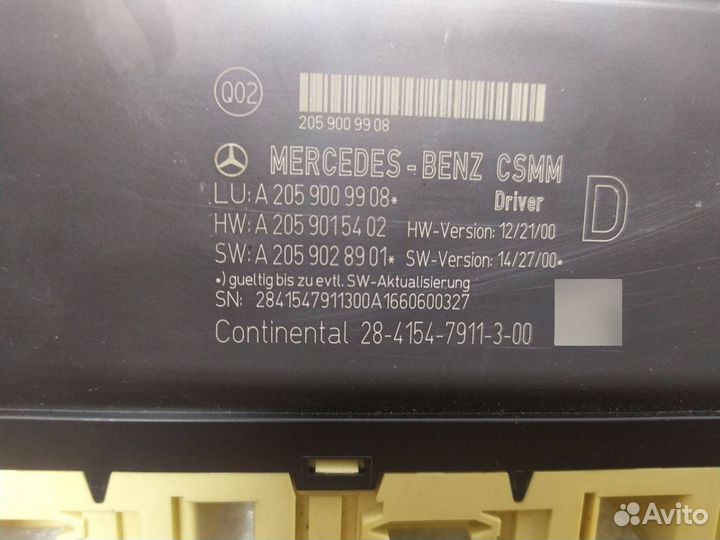 Q02
205 900 99 08
MERCEDES-BENZ CSMM
LU: A 205 900 99 08* Driver
HW: A 205 901 54 02 HW-Version: 12/21/00
D
SW: A 205 902 89 01* SW-Version: 14/27/00*
*) gueltig bis zu evtl. SW-Aktualisierung
SN: 2841547911300A1660600327
Continental 28-4154-7911-3-00
Avito